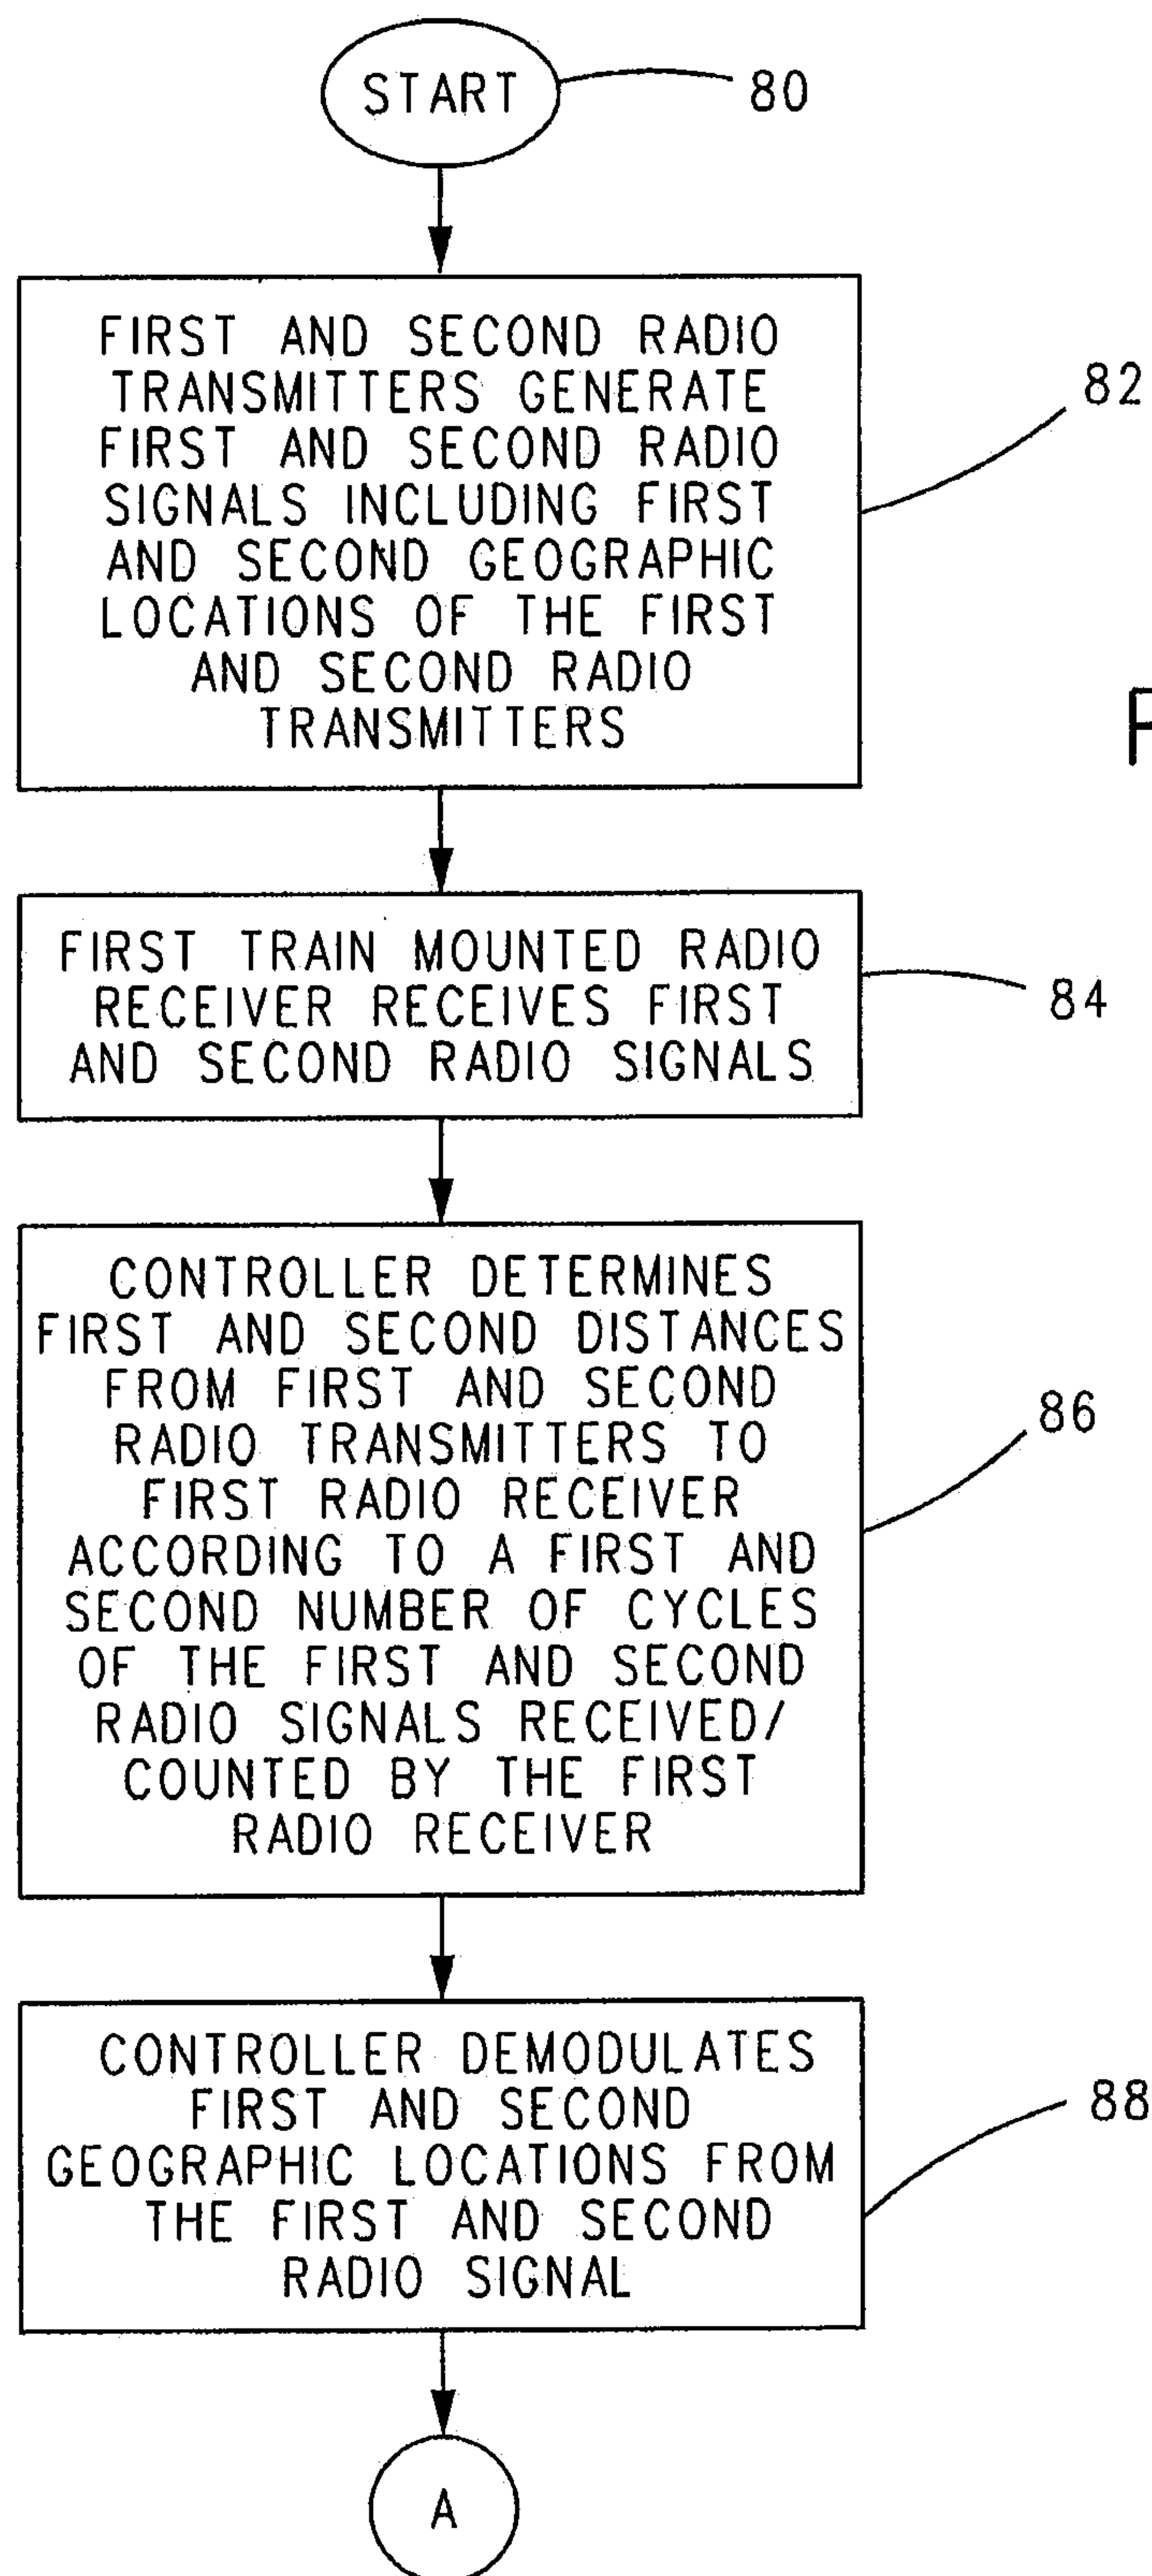 START
80
FIRST AND SECOND RADIO
TRANSMITTERS GENERATE
FIRST AND SECOND RADIO
SIGNALS INCLUDING FIRST
AND SECOND GEOGRAPHIC
LOCATIONS OF THE FIRST
AND SECOND RADIO
TRANSMITTERS
82
FIRST TRAIN MOUNTED RADIO
RECEIVER RECEIVES FIRST
AND SECOND RADIO SIGNALS
84
CONTROLLER DETERMINES
FIRST AND SECOND DISTANCES
FROM FIRST AND SECOND
RADIO TRANSMITTERS TO
FIRST RADIO RECEIVER
ACCORDING TO A FIRST AND
SECOND NUMBER OF CYCLES
OF THE FIRST AND SECOND
RADIO SIGNALS RECEIVED/
COUNTED BY THE FIRST
RADIO RECEIVER
86
CONTROLLER DEMODULATES
FIRST AND SECOND
GEOGRAPHIC LOCATIONS FROM
THE FIRST AND SECOND
RADIO SIGNAL
88
A